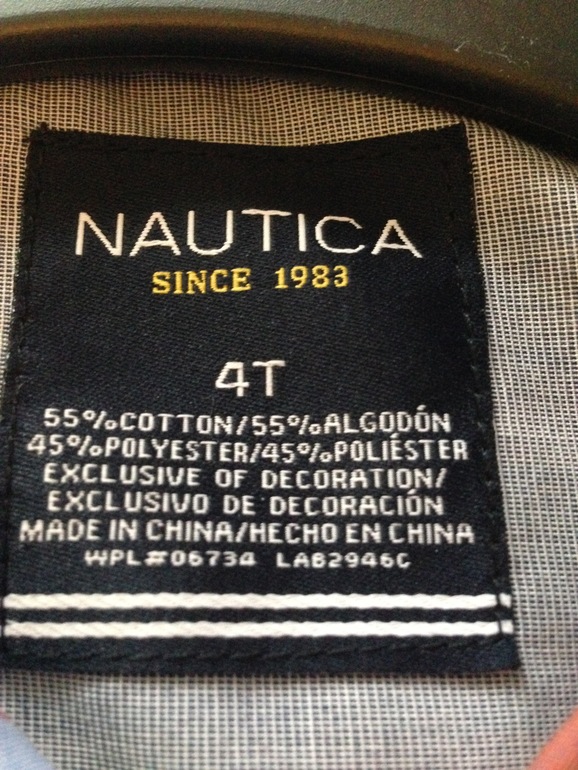 NAUTICA
SINCE 1983
4T
55%COTTON/55%ALGODÓN
45%POLYESTER/45%POLIÉSTER
EXCLUSIVE OF DECORATION/
EXCLUSIVO DE DECORACIÓN
MADE IN CHINA/HECHO EN CHINA
WPL#06734 LAB2946C